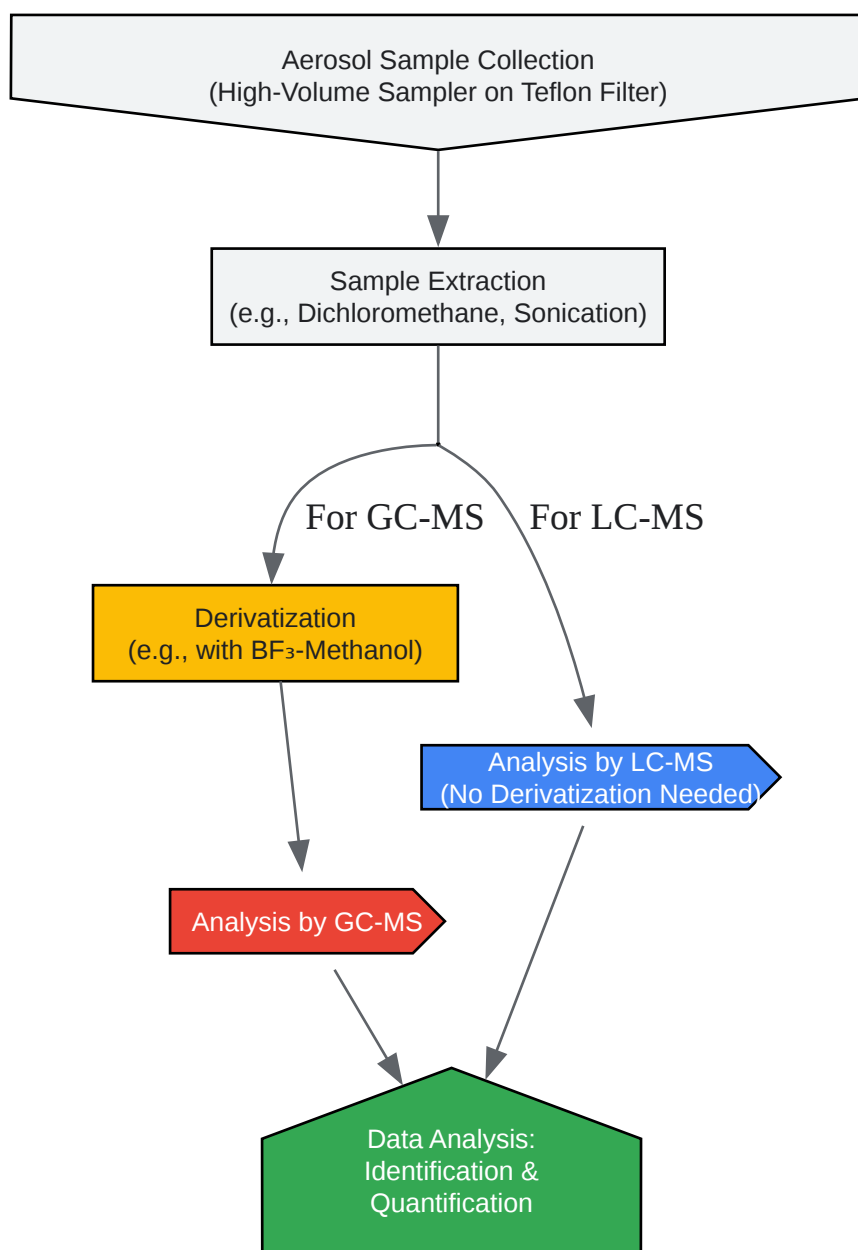 Aerosol Sample Collection
(High-Volume Sampler on Teflon Filter)
Sample Extraction
(e.g., Dichloromethane, Sonication)
For GC-MS
For LC-MS
Derivatization
(e.g., with BF₃-Methanol)
Analysis by LC-MS
(No Derivatization Needed)
Analysis by GC-MS
Data Analysis:
Identification &
Quantification